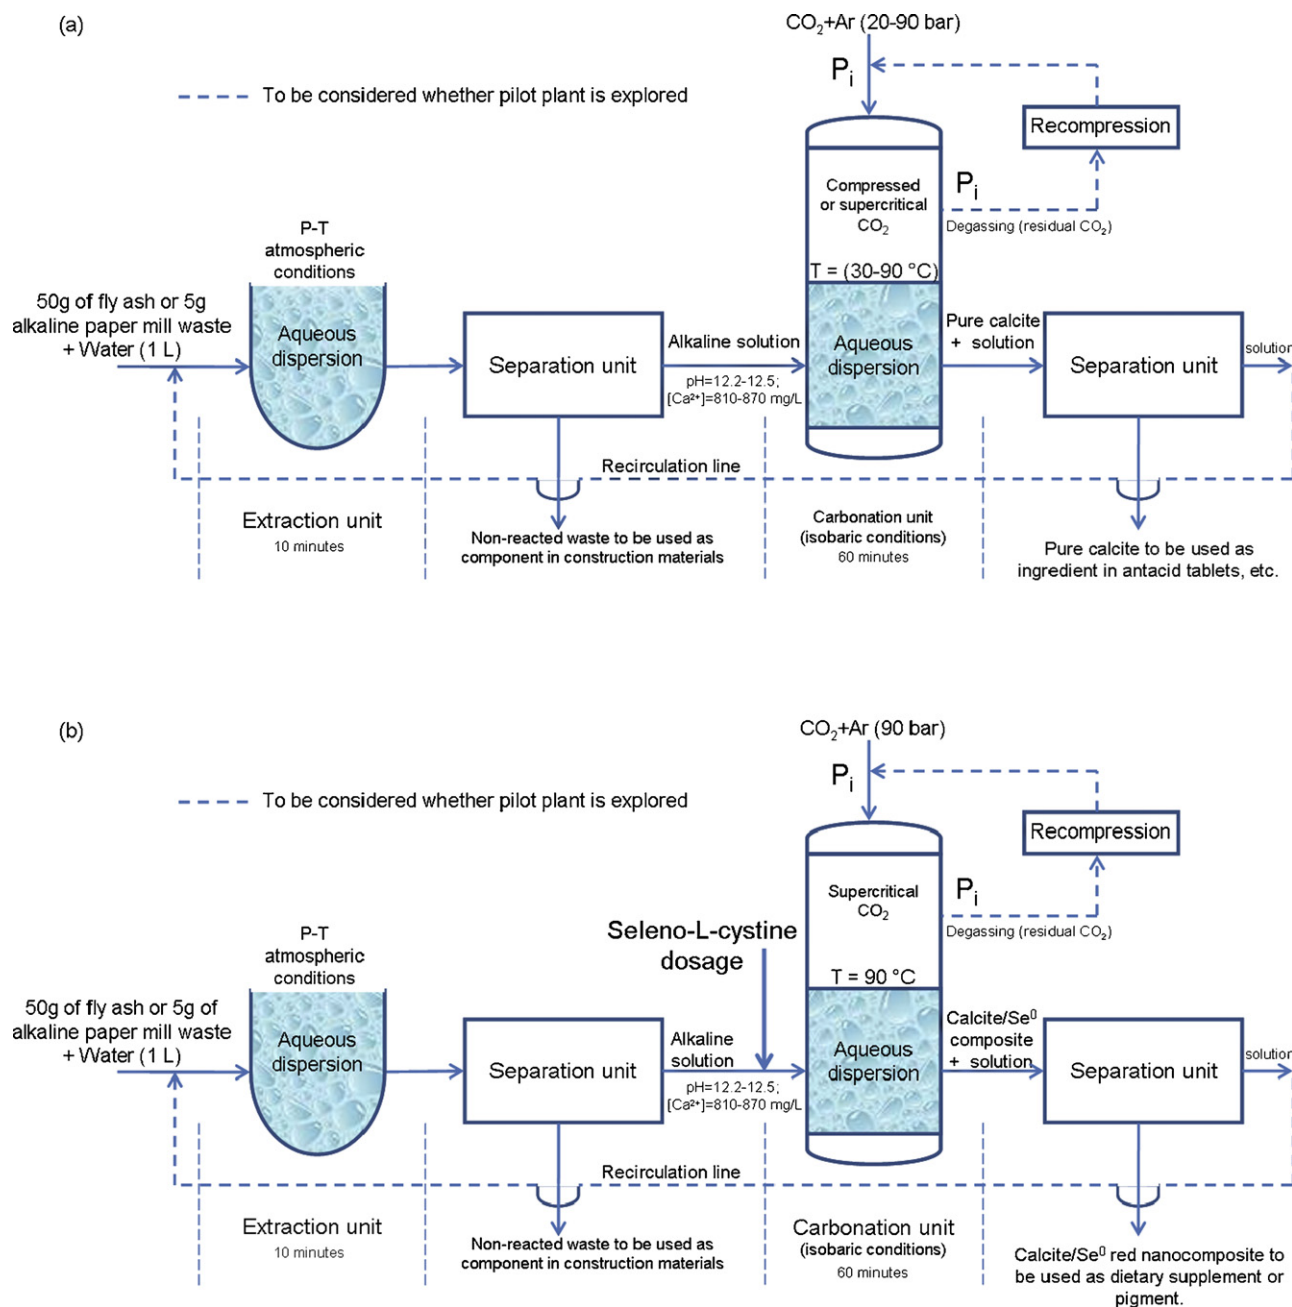 (a)
CO₂+Ar (20-90 bar)
Pᵢ
To be considered whether pilot plant is explored
Recompression
Compressed
or supercritical
CO₂
Pᵢ
Degassing (residual CO₂)
P-T
atmospheric
conditions
T = (30-90 °C)
50g of fly ash or 5g
alkaline paper mill waste
+ Water (1 L)
Aqueous
dispersion
Separation unit
Alkaline solution
pH=12.2-12.5;
[Ca²⁺]=810-870 mg/L
Aqueous
dispersion
Pure calcite
+ solution
Separation unit
solution
Recirculation line
Extraction unit
10 minutes
Non-reacted waste to be used as
component in construction materials
Carbonation unit
(isobaric conditions)
60 minutes
Pure calcite to be used as
ingredient in antacid tablets, etc.
(b)
CO₂+Ar (90 bar)
Pᵢ
To be considered whether pilot plant is explored
Recompression
Supercritical
CO₂
Pᵢ
Degassing (residual CO₂)
P-T
atmospheric
conditions
Seleno-L-cystine
dosage
T = 90 °C
50g of fly ash or 5g of
alkaline paper mill waste
+ Water (1 L)
Aqueous
dispersion
Separation unit
Alkaline
solution
pH=12.2-12.5;
[Ca²⁺]=810-870 mg/L
Aqueous
dispersion
Calcite/Se⁰
composite
+ solution
Separation unit
solution
Recirculation line
Extraction unit
10 minutes
Non-reacted waste to be used as
component in construction materials
Carbonation unit
(isobaric conditions)
60 minutes
Calcite/Se⁰ red nanocomposite to
be used as dietary supplement or
pigment.